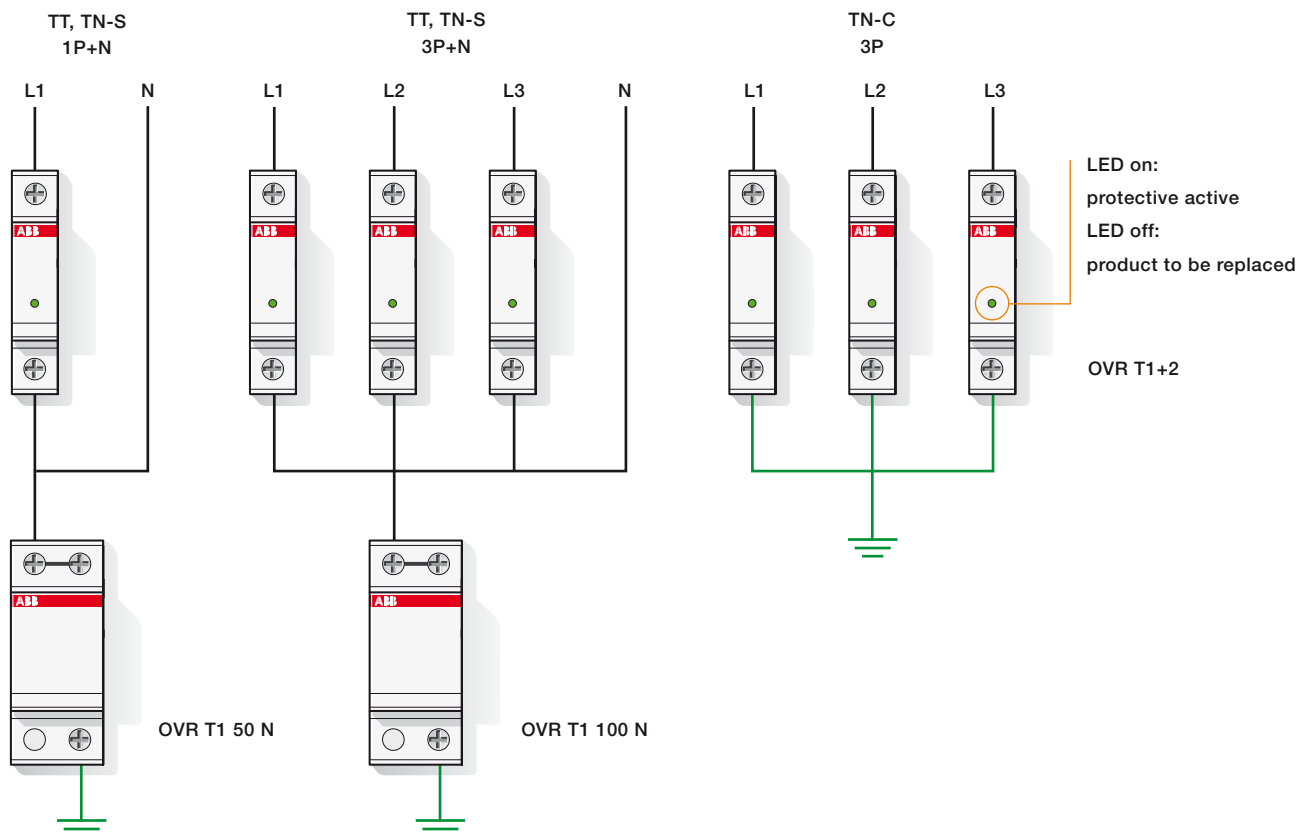 TT, TN-S
1P+N
TT, TN-S
3P+N
TN-C
3P
L1
N
L1
L2
L3
N
L1
L2
L3
LED on:
protective active
LED off:
product to be replaced
ABB
ABB
ABB
ABB
ABB
ABB
ABB
OVR T1+2
ABB
ABB
OVR T1 50 N
OVR T1 100 N